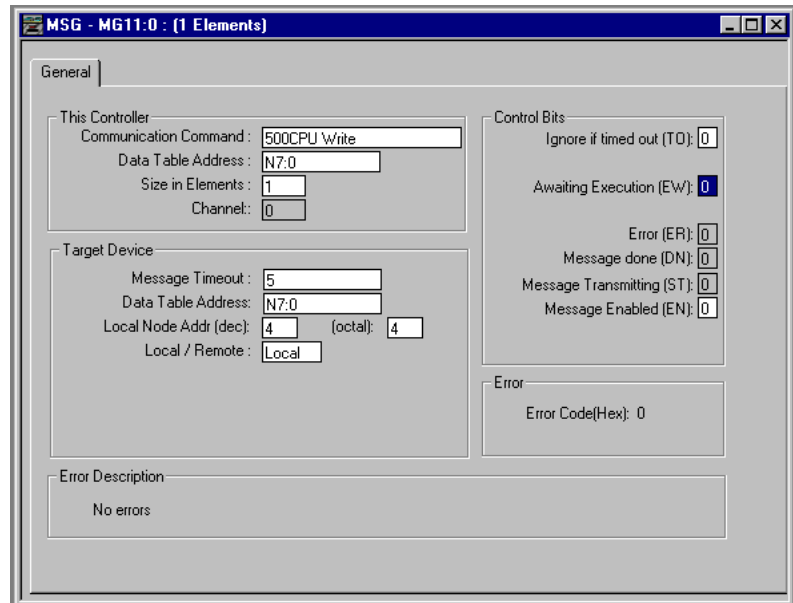 MSG - MG11:0 : (1 Elements)
General
This Controller
Communication Command : 500CPU Write
Data Table Address : N7:0
Size in Elements : 1
Channel:: 0
Target Device
Message Timeout : 5
Data Table Address: N7:0
Local Node Addr (dec): 4 (octal): 4
Local / Remote : Local
Control Bits
Ignore if timed out (TO): 0
Awaiting Execution (EW): 0
Error (ER): 0
Message done (DN): 0
Message Transmitting (ST): 0
Message Enabled (EN): 0
Error
Error Code(Hex): 0
Error Description
No errors